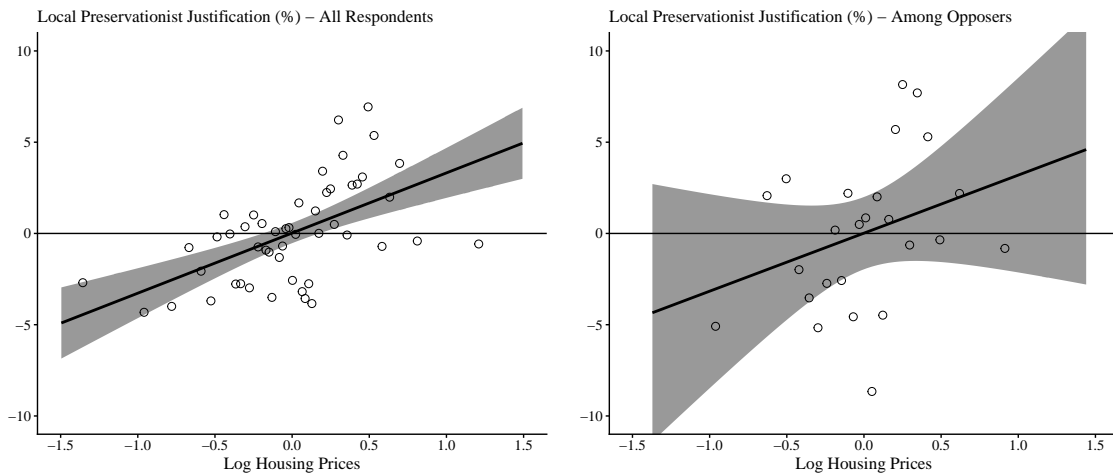 Local Preservationist Justification (%) – All Respondents
10
5
0
−5
−10
−1.5 −1.0 −0.5 0.0 0.5 1.0 1.5
Log Housing Prices
Local Preservationist Justification (%) – Among Opposers
10
5
0
−5
−10
−1.5 −1.0 −0.5 0.0 0.5 1.0 1.5
Log Housing Prices